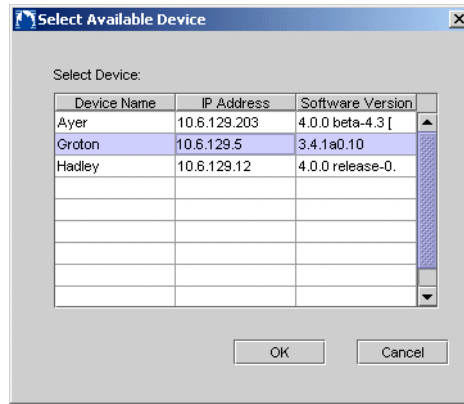 Select Available Device
Select Device:
Device Name IP Address Software Version
Ayer 10.6.129.203 4.0.0 beta-4.3 [
Groton 10.6.129.5 3.4.1a0.10
Hadley 10.6.129.12 4.0.0 release-0.
OK Cancel